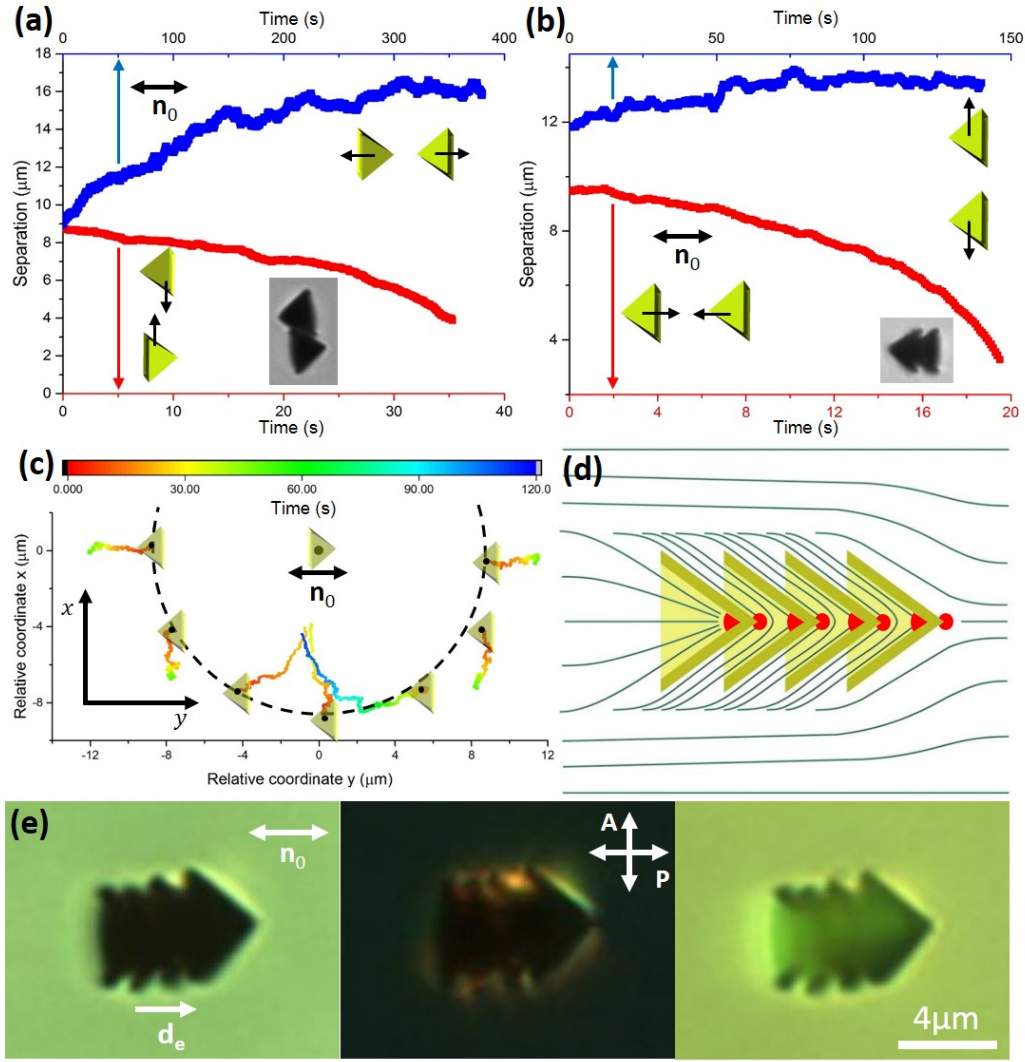 (a)
Time (s)
0 100 200 300 400
18
16
14
12
10
8
6
4
2
0
Separation (μm)
n0
0 10 20 30 40
Time (s)
(b)
Time (s)
0 50 100 150
12
8
4
Separation (μm)
n0
0 4 8 12 16 20
Time (s)
(c)
0.000 30.00 60.00 90.00 120.0
Time (s)
0
-4
-8
Relative coordinate x (μm)
n0
x
y
-12 -8 -4 0 4 8 12
Relative coordinate y (μm)
(d)
(e)
n0
de
A
P
4μm